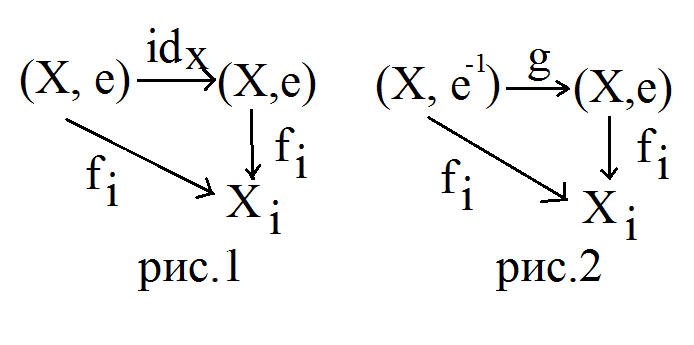 id_X g
(X, e) (X,e) (X, e^-1) (X,e)
f_i f_i f_i f_i
X_i X_i
рис.1 рис.2